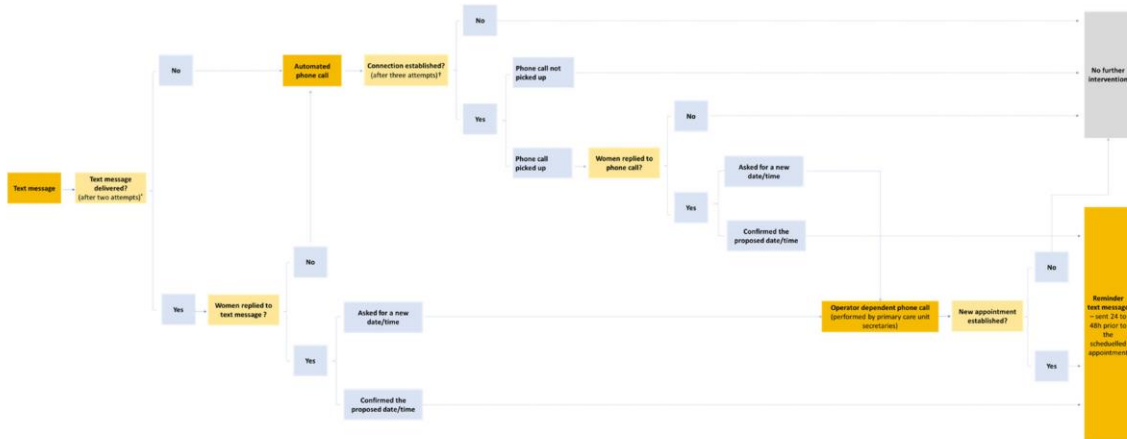 No
No
Automated
phone call
Connection established?
(after three attempts)†
Phone call not
picked up
No further
intervention
No
Yes
Phone call
picked up
Women replied to
phone call?
Asked for a new
date/time
Text message
Text message
delivered?
(after two attempts)*
Yes
Confirmed the
proposed date/time
No
No
Yes
Women replied to
text message ?
Asked for a new
date/time
Operator dependent phone call
(performed by primary care unit
secretaries)
New appointment
established?
Reminder
text message
– sent 24 to
48h prior to
the
schedvelled
appointment
Yes
Yes
Confirmed the
proposed date/time